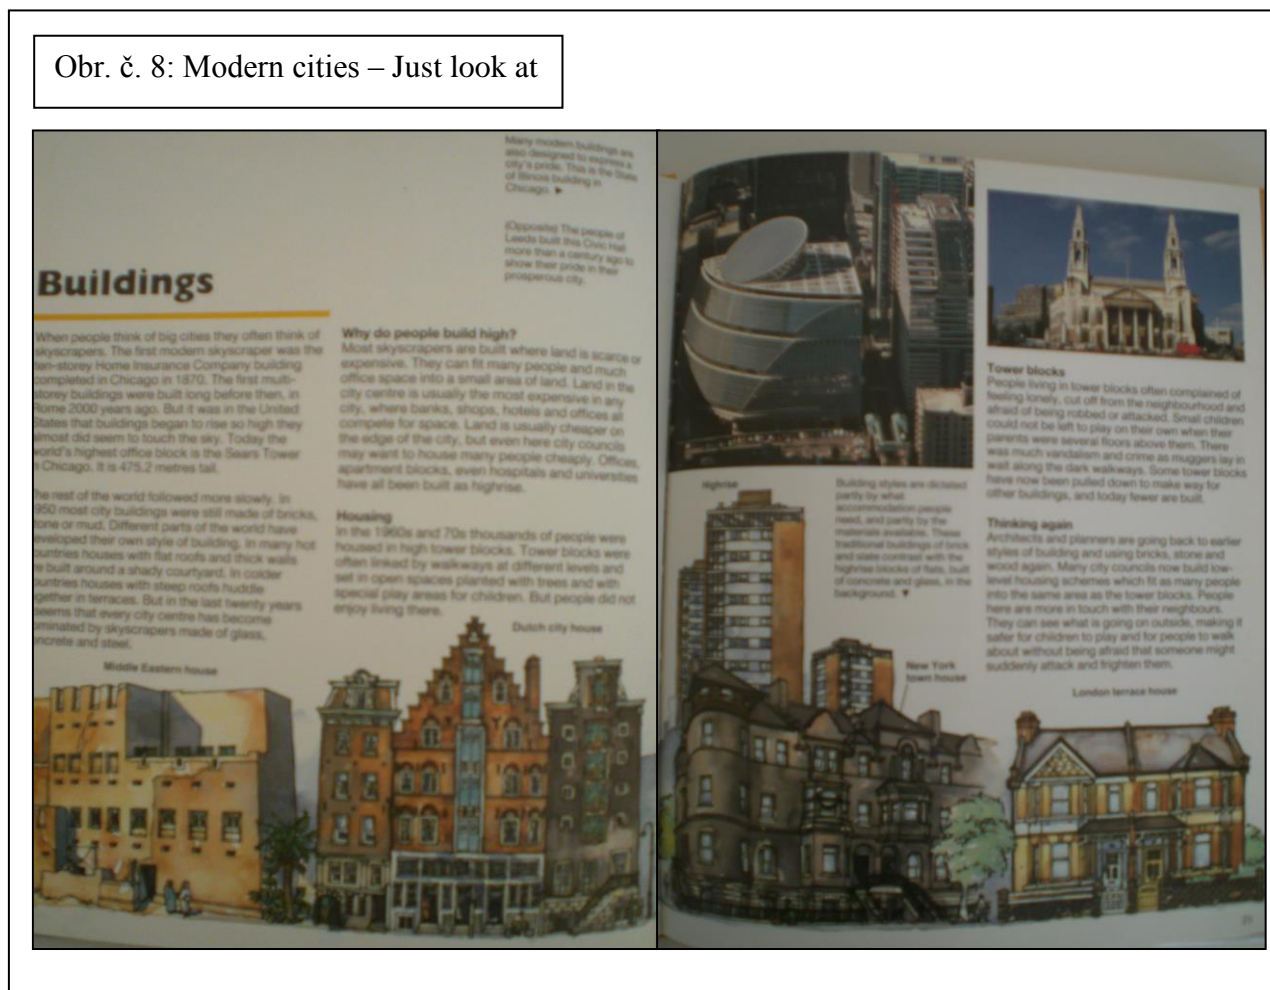 Obr. č. 8: Modern cities – Just look at
Many modern buildings are
also designed to express a
city's pride. This is the State
of Illinois building in
Chicago. ►
(Opposite) The people of
Leeds built this Civic Hall
more than a century ago to
show their pride in their
prosperous city.
Buildings
When people think of big cities they often think of
skyscrapers. The first modern skyscraper was the
ten-storey Home Insurance Company building
completed in Chicago in 1870. The first multi-
storey buildings were built long before then, in
Rome 2000 years ago. But it was in the United
States that buildings began to rise so high they
almost did seem to touch the sky. Today the
world's highest office block is the Sears Tower
n Chicago. It is 475.2 metres tall.
he rest of the world followed more slowly. In
950 most city buildings were still made of bricks,
tone or mud. Different parts of the world have
eveloped their own style of building. In many hot
ountries houses with flat roofs and thick walls
re built around a shady courtyard. In colder
ountries houses with steep roofs huddle
gether in terraces. But in the last twenty years
seems that every city centre has become
ominated by skyscrapers made of glass,
oncrete and steel.
Why do people build high?
Most skyscrapers are built where land is scarce or
expensive. They can fit many people and much
office space into a small area of land. Land in the
city centre is usually the most expensive in any
city, where banks, shops, hotels and offices all
compete for space. Land is usually cheaper on
the edge of the city, but even here city councils
may want to house many people cheaply. Offices,
apartment blocks, even hospitals and universities
have all been built as highrise.
Housing
In the 1960s and 70s thousands of people were
housed in high tower blocks. Tower blocks were
often linked by walkways at different levels and
set in open spaces planted with trees and with
special play areas for children. But people did not
enjoy living there.
Middle Eastern house
Dutch city house
Highrise
Building styles are dictated
partly by what
accommodation people
need, and partly by the
materials available. These
traditional buildings of brick
and slate contrast with the
highrise blocks of flats, built
of concrete and glass, in the
background. ▼
New York
town house
Tower blocks
People living in tower blocks often complained of
feeling lonely, cut off from the neighbourhood and
afraid of being robbed or attacked. Small children
could not be left to play on their own when their
parents were several floors above them. There
was much vandalism and crime as muggers lay in
wait along the dark walkways. Some tower blocks
have now been pulled down to make way for
other buildings, and today fewer are built.
Thinking again
Architects and planners are going back to earlier
styles of building and using bricks, stone and
wood again. Many city councils now build low-
level housing schemes which fit as many people
into the same area as the tower blocks. People
here are more in touch with their neighbours.
They can see what is going on outside, making it
safer for children to play and for people to walk
about without being afraid that someone might
suddenly attack and frighten them.
London terrace house